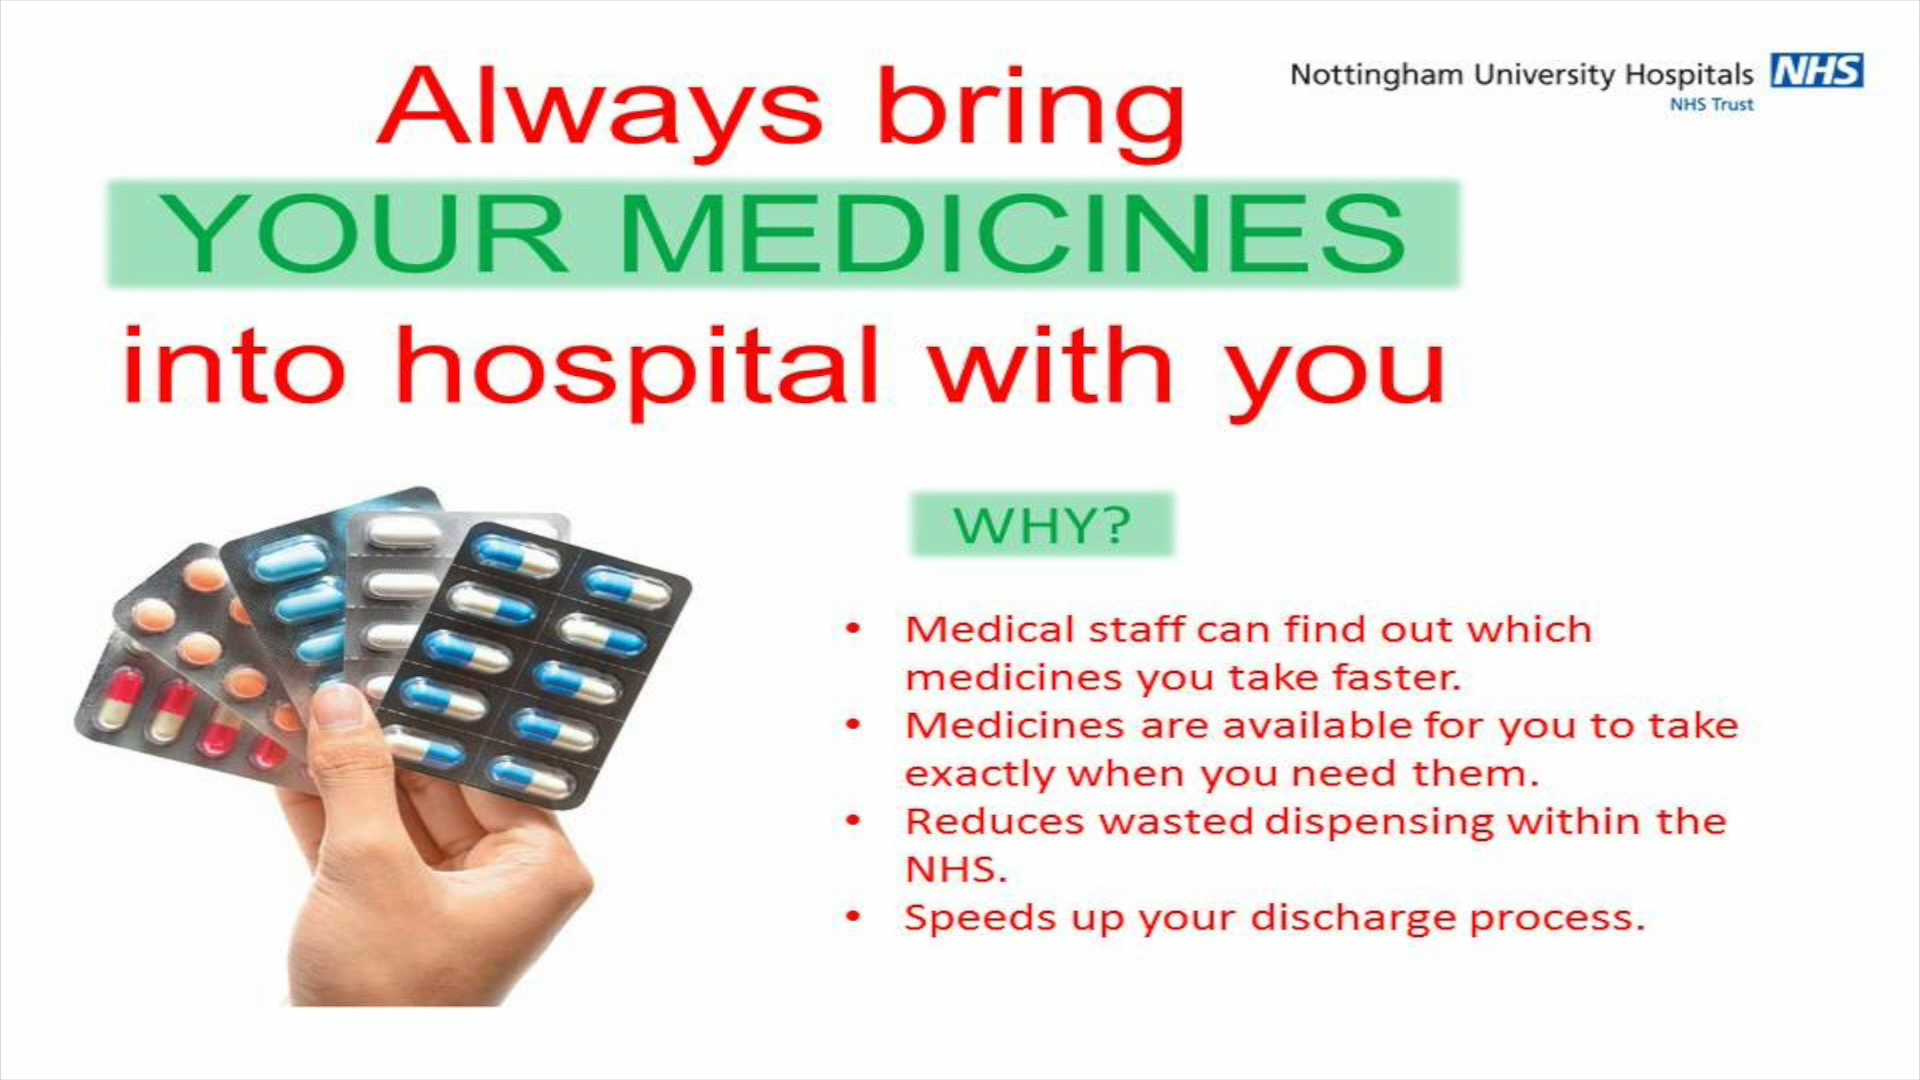 Always bring
Nottingham University Hospitals NHS
NHS Trust
YOUR MEDICINES
into hospital with you
WHY?
• Medical staff can find out which
medicines you take faster.
• Medicines are available for you to take
exactly when you need them.
• Reduces wasted dispensing within the
NHS.
• Speeds up your discharge process.